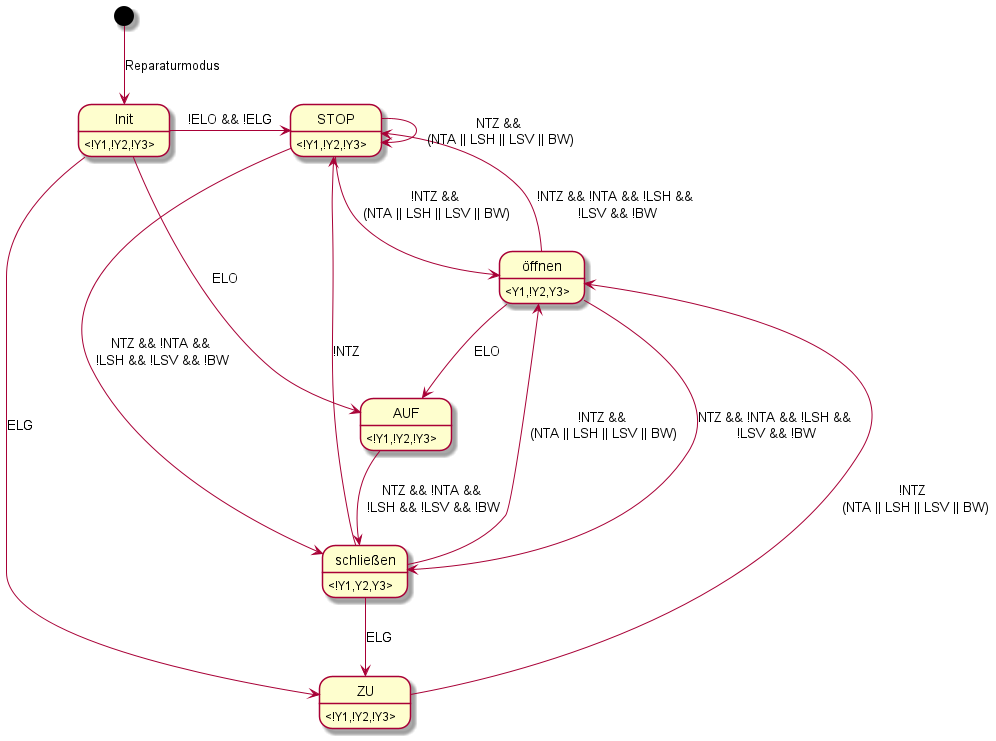 Reparaturmodus
Init
<!Y1,!Y2,!Y3>
!ELO && !ELG
STOP
<!Y1,!Y2,!Y3>
NTZ &&
(NTA || LSH || LSV || BW)
!NTZ &&
(NTA || LSH || LSV || BW)
!NTZ && !NTA && !LSH &&
!LSV && !BW
öffnen
<Y1,!Y2,Y3>
ELO
NTZ && !NTA &&
!LSH && !LSV && !BW
!NTZ
ELO
AUF
<!Y1,!Y2,!Y3>
ELG
!NTZ &&
(NTA || LSH || LSV || BW)
NTZ && !NTA && !LSH &&
!LSV && !BW
NTZ && !NTA &&
!LSH && !LSV && !BW
!NTZ
(NTA || LSH || LSV || BW)
schließen
<!Y1,Y2,Y3>
ELG
ZU
<!Y1,!Y2,!Y3>